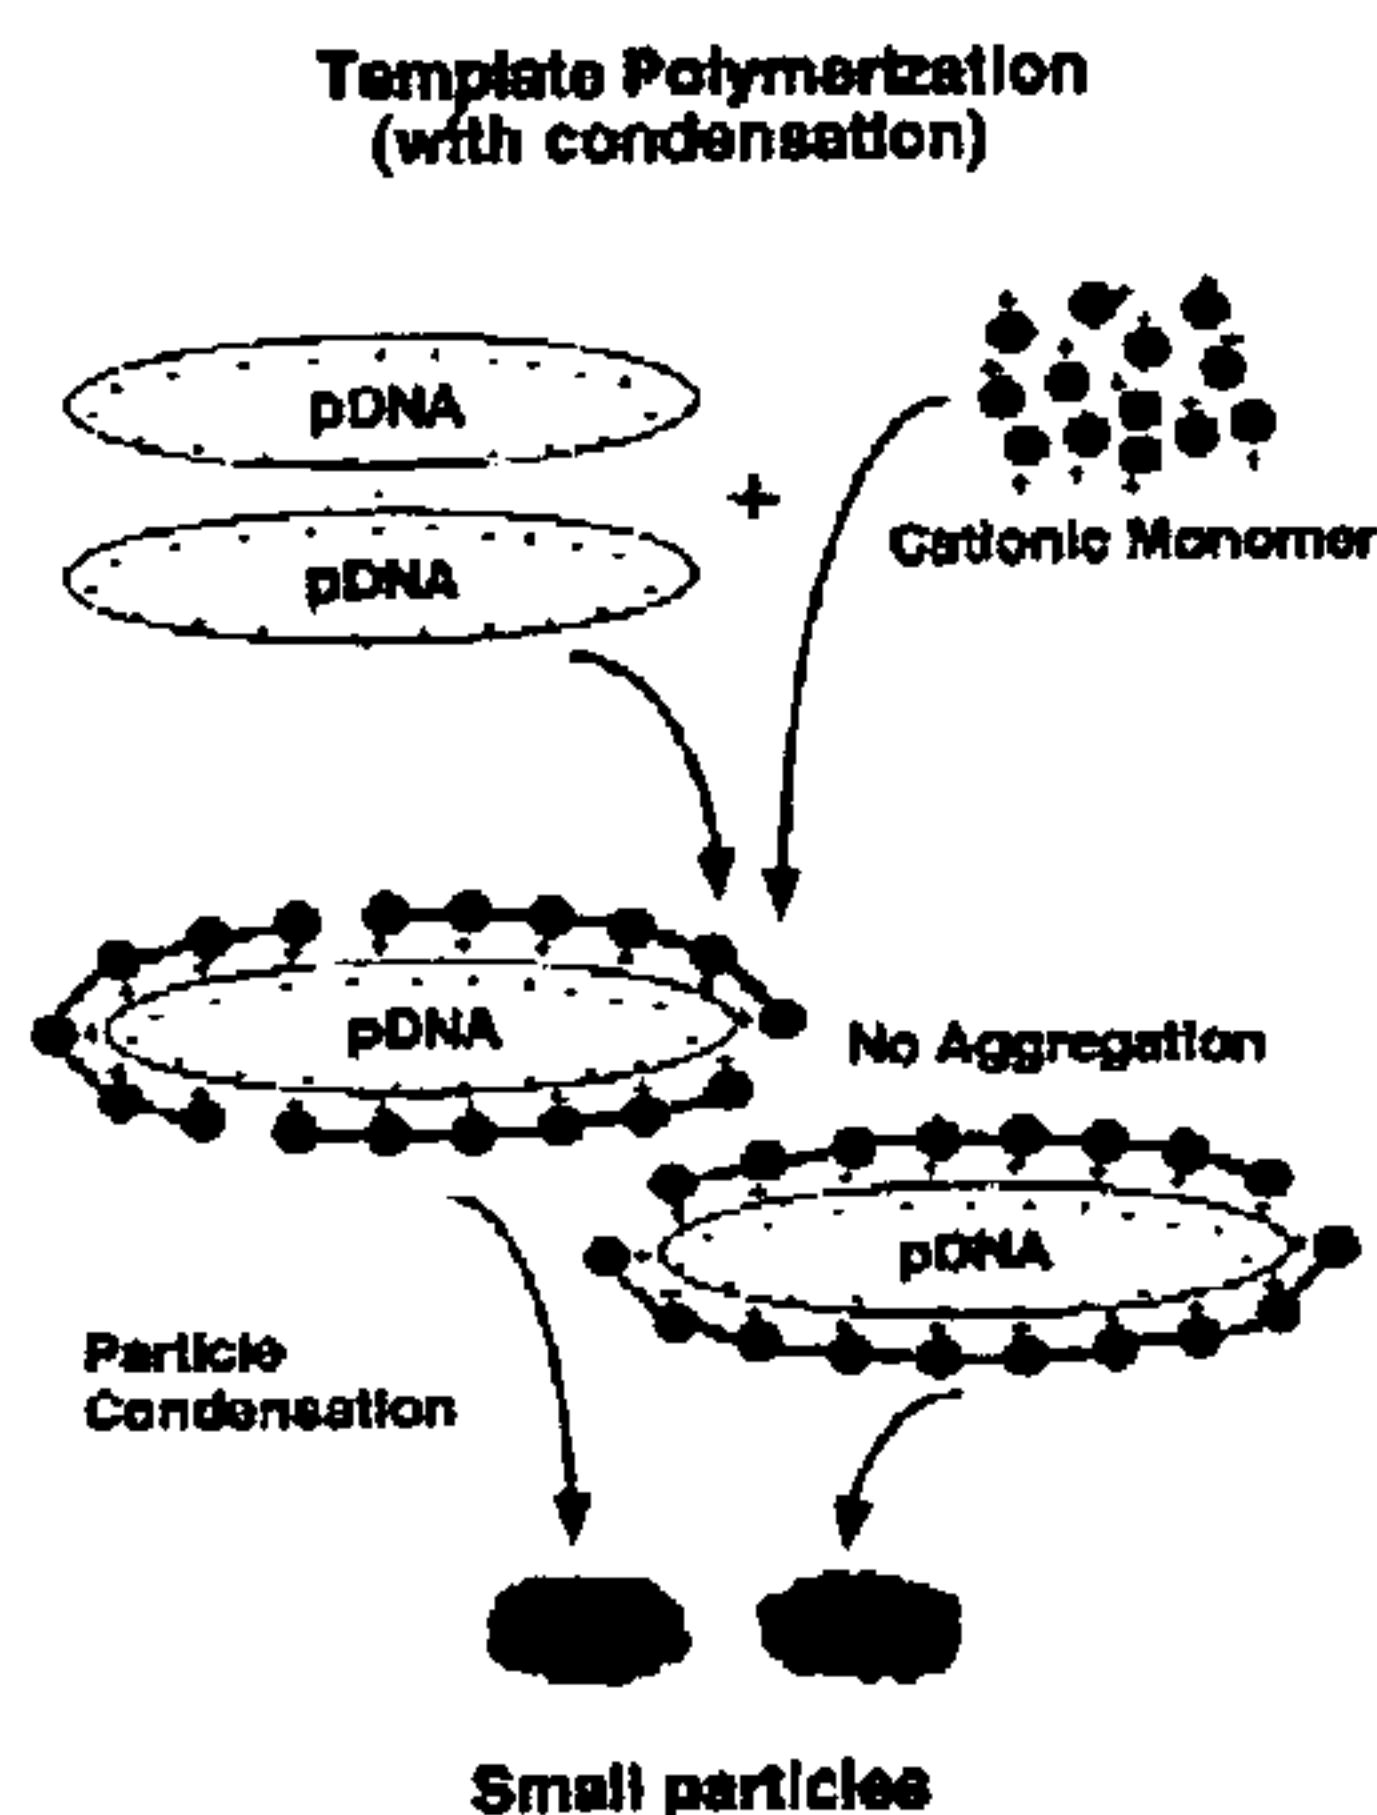 Template Polymerization
(with condensation)
pDNA
+
pDNA
Cationic Monomer
pDNA
No Aggregation
pDNA
Particle
Condensation
Small particles